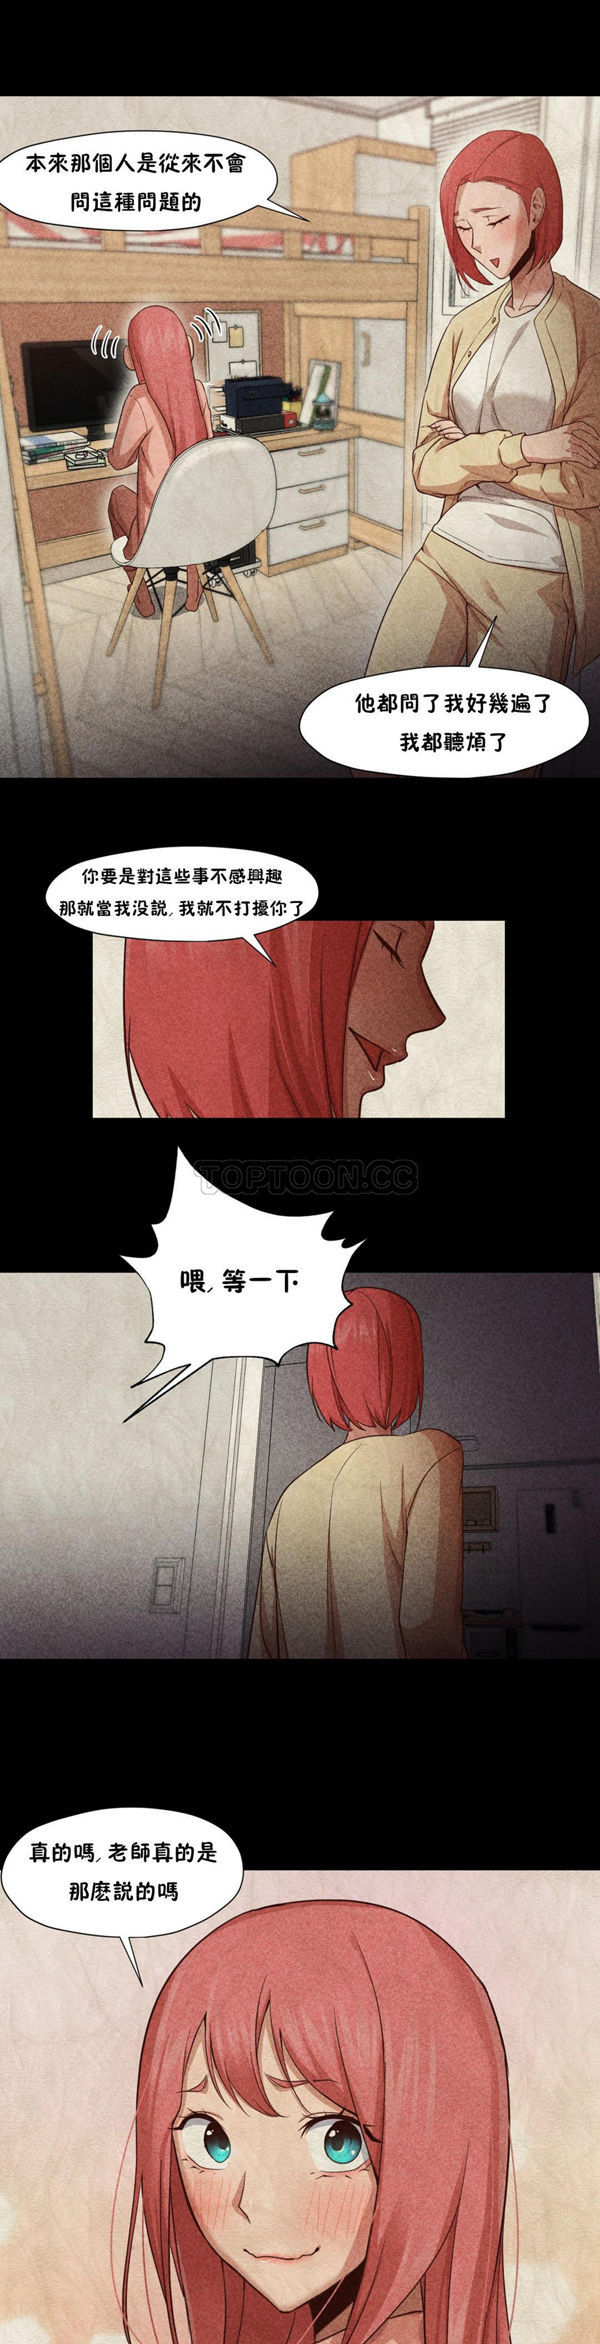 本來那個人是從來不會
問這種問題的
他都問了我好幾遍了
我都聽煩了
你要是對這些事不感興趣
那就當我没説,我就不打擾你了
TOPTOON.CC
喂,等一下
真的嗎,老師真的是
那麽説的嗎